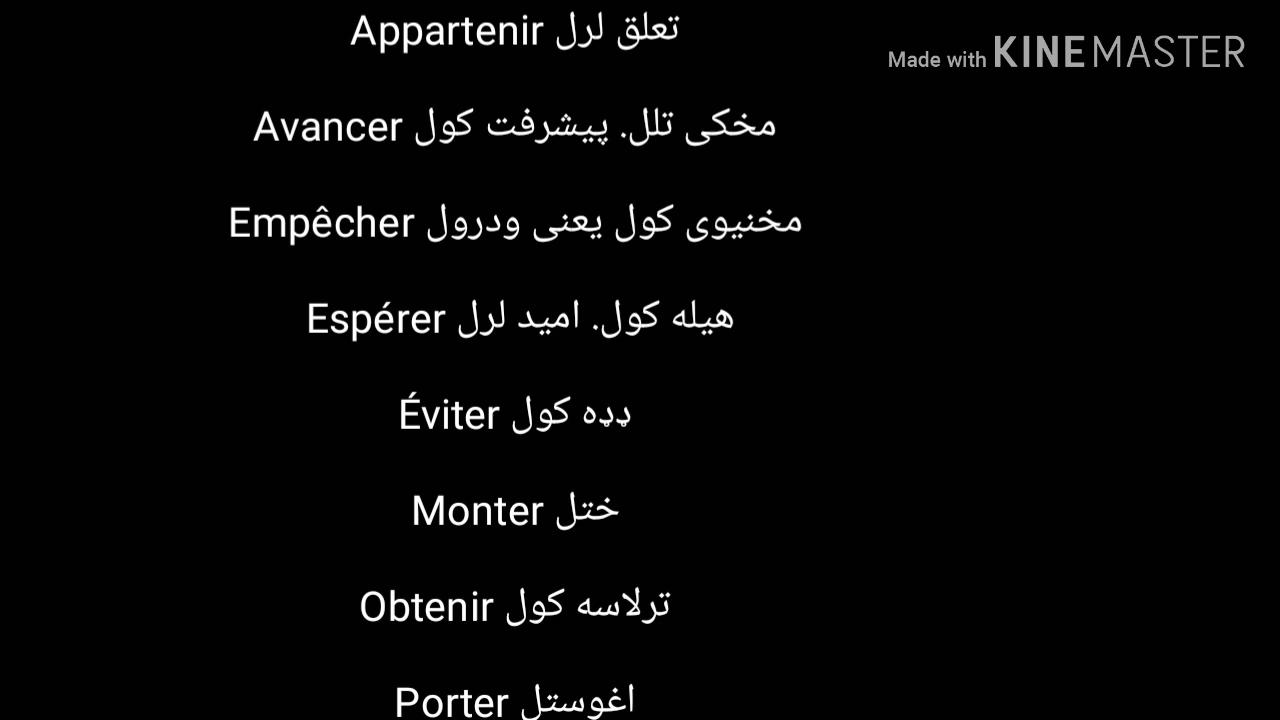 Appartenir تعلق لرل
Made with KINEMASTER
Avancer مخکی تلل. پیشرفت کول
Empêcher مخنیوی کول یعنی ودرول
Espérer هیله کول. امید لرل
Éviter ډډه کول
Monter ختل
Obtenir ترلاسه کول
Porter اغوستل